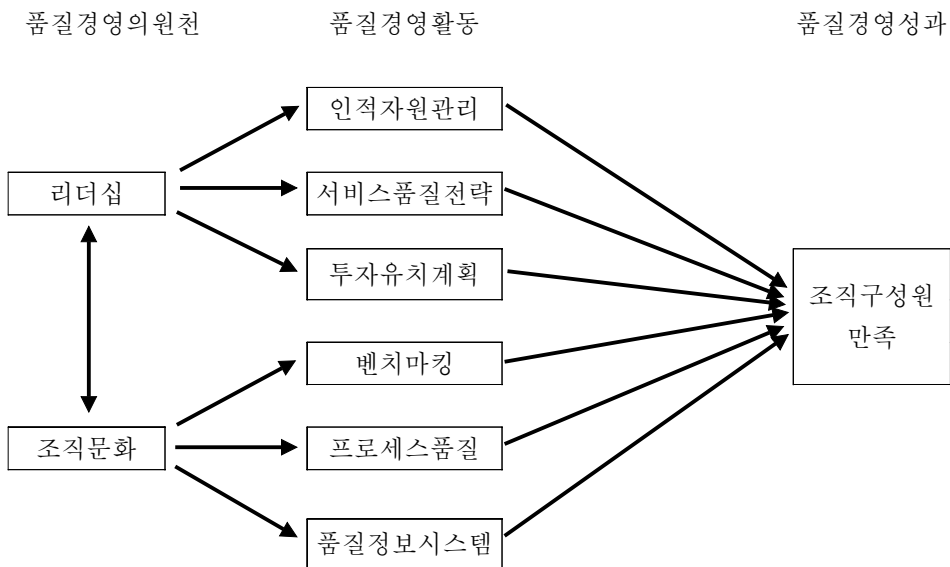 품질경영의원천
품질경영활동
품질경영성과
인적자원관리
리더십
서비스품질전략
투자유치계획
조직구성원
만족
벤치마킹
조직문화
프로세스품질
품질정보시스템